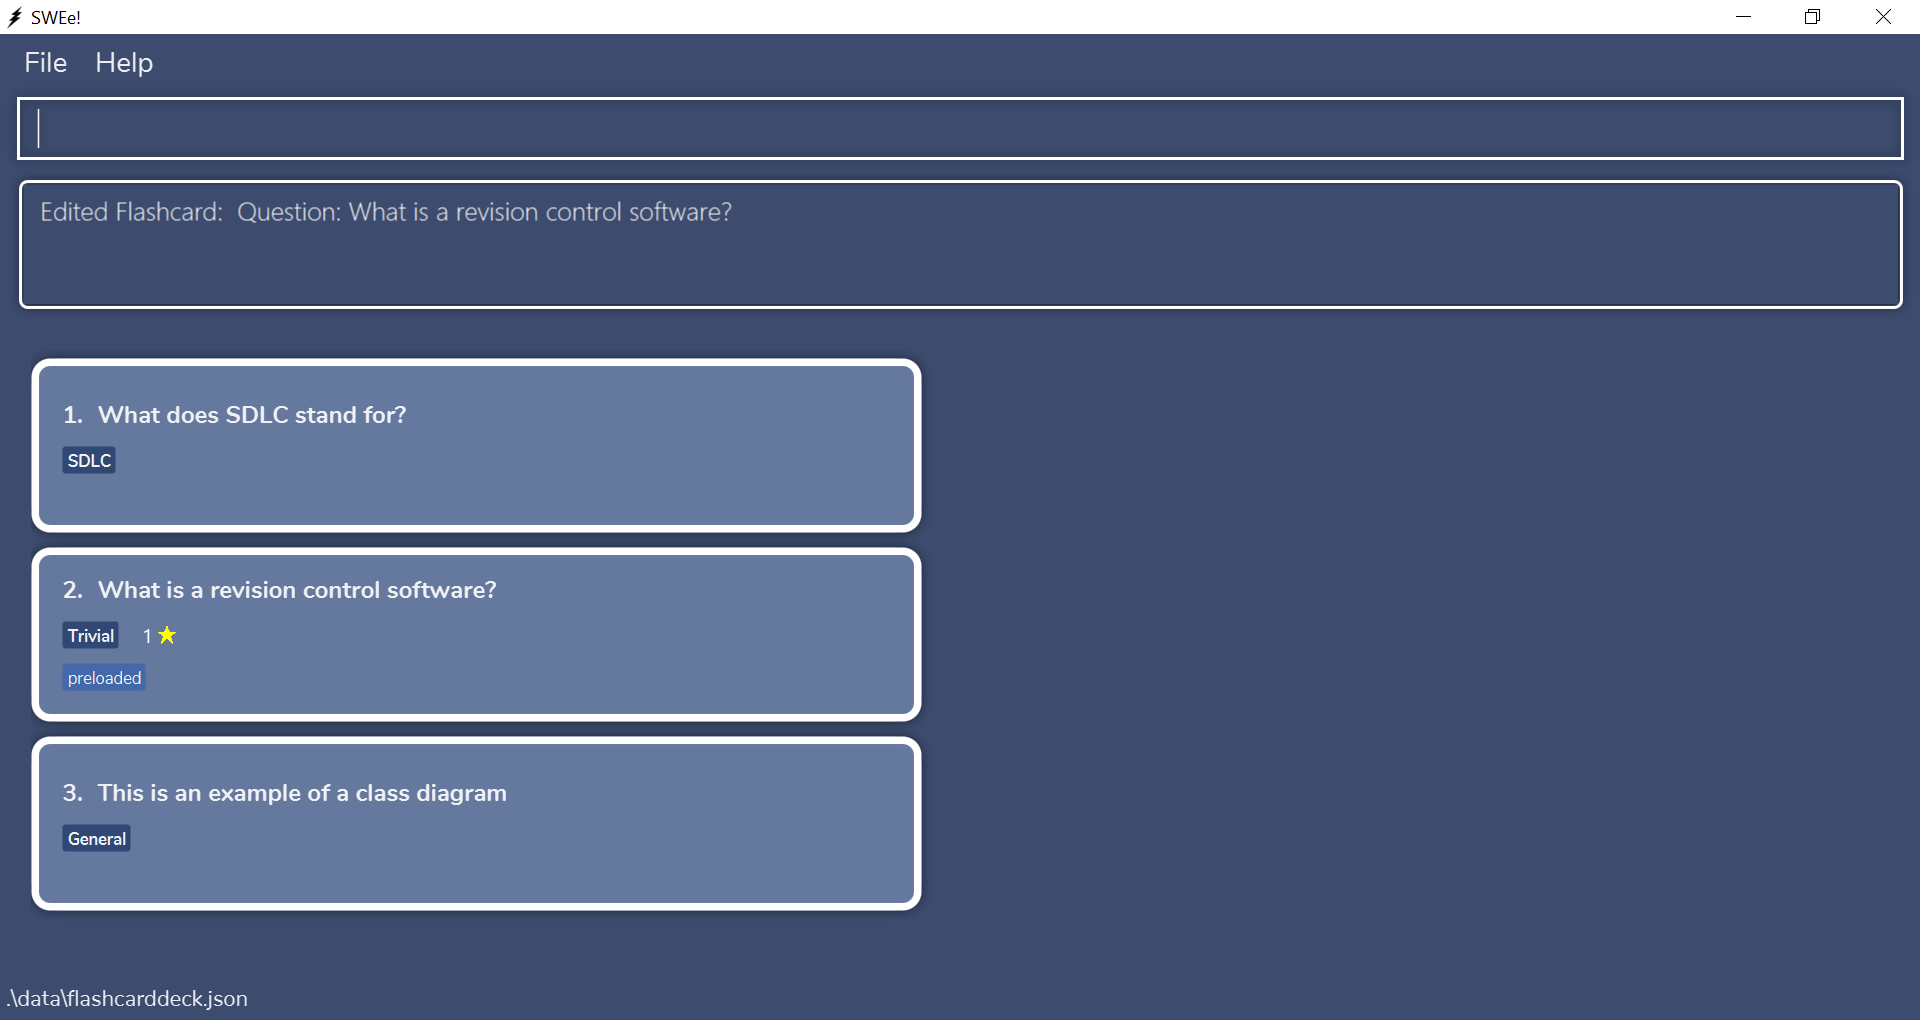 SWEe!
File Help
Edited Flashcard: Question: What is a revision control software?
1. What does SDLC stand for?
SDLC
2. What is a revision control software?
Trivial 1
preloaded
3. This is an example of a class diagram
General
.\data\flashcarddeck.json